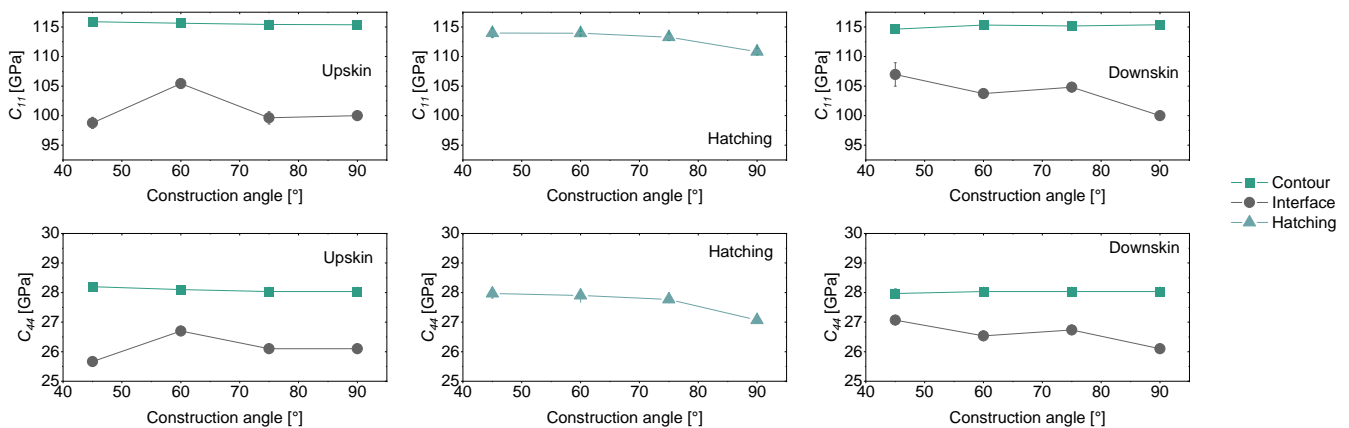 115
110
105
100
95
C11 [GPa]
Upskin
40 50 60 70 80 90
Construction angle [°]
115
110
105
100
95
C11 [GPa]
Hatching
40 50 60 70 80 90
Construction angle [°]
115
110
105
100
95
C11 [GPa]
Downskin
40 50 60 70 80 90
Construction angle [°]
Contour
Interface
Hatching
30
29
28
27
26
25
C44 [GPa]
Upskin
40 50 60 70 80 90
Construction angle [°]
30
29
28
27
26
25
C44 [GPa]
Hatching
40 50 60 70 80 90
Construction angle [°]
30
29
28
27
26
25
C44 [GPa]
Downskin
40 50 60 70 80 90
Construction angle [°]